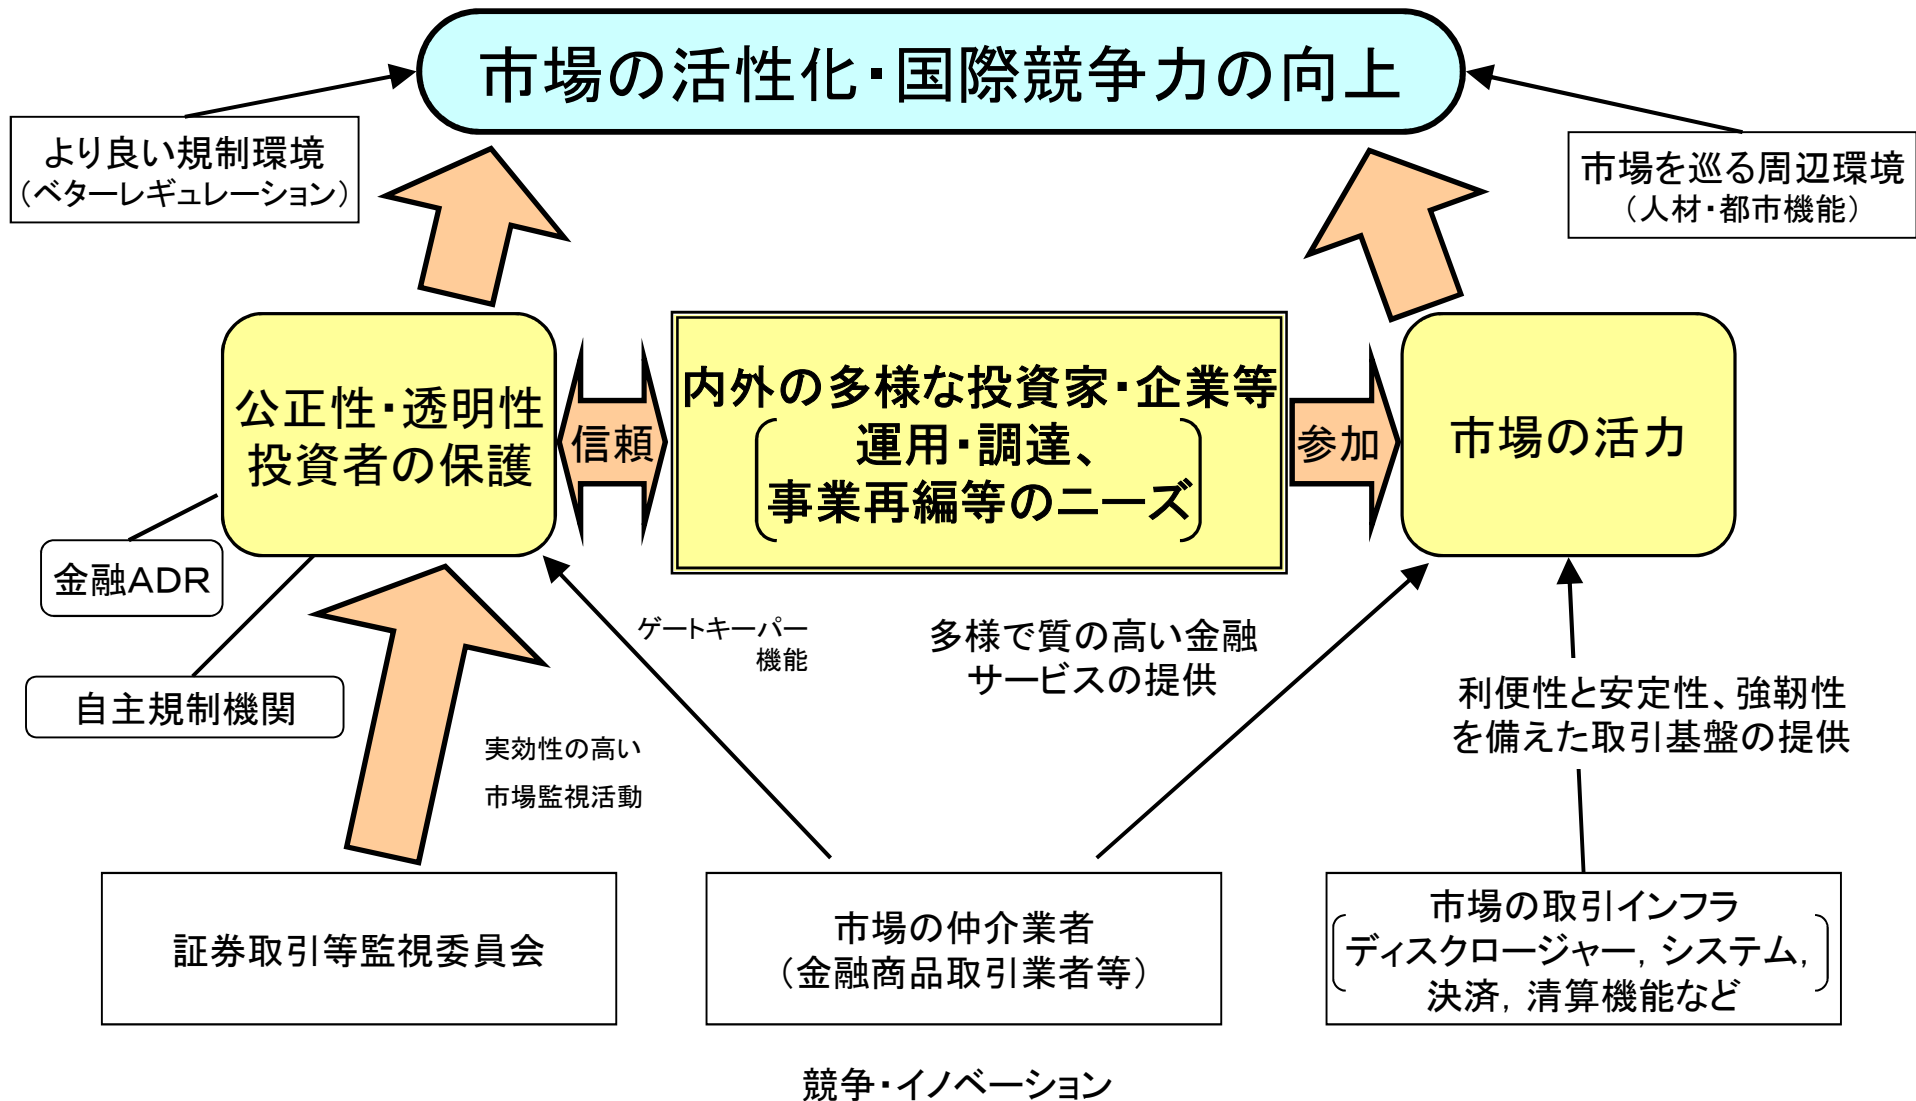 市場の活性化・国際競争力の向上
より良い規制環境
（ベターレギュレーション）
市場を巡る周辺環境
（人材・都市機能）
公正性・透明性
投資者の保護
信頼
内外の多様な投資家・企業等
運用・調達、
事業再編等のニーズ
参加
市場の活力
金融ADR
自主規制機関
ゲートキーパー
機能
多様で質の高い金融
サービスの提供
利便性と安定性、強靭性
を備えた取引基盤の提供
実効性の高い
市場監視活動
証券取引等監視委員会
市場の仲介業者
（金融商品取引業者等）
市場の取引インフラ
ディスクロージャー，システム，
決済，清算機能など
競争・イノベーション